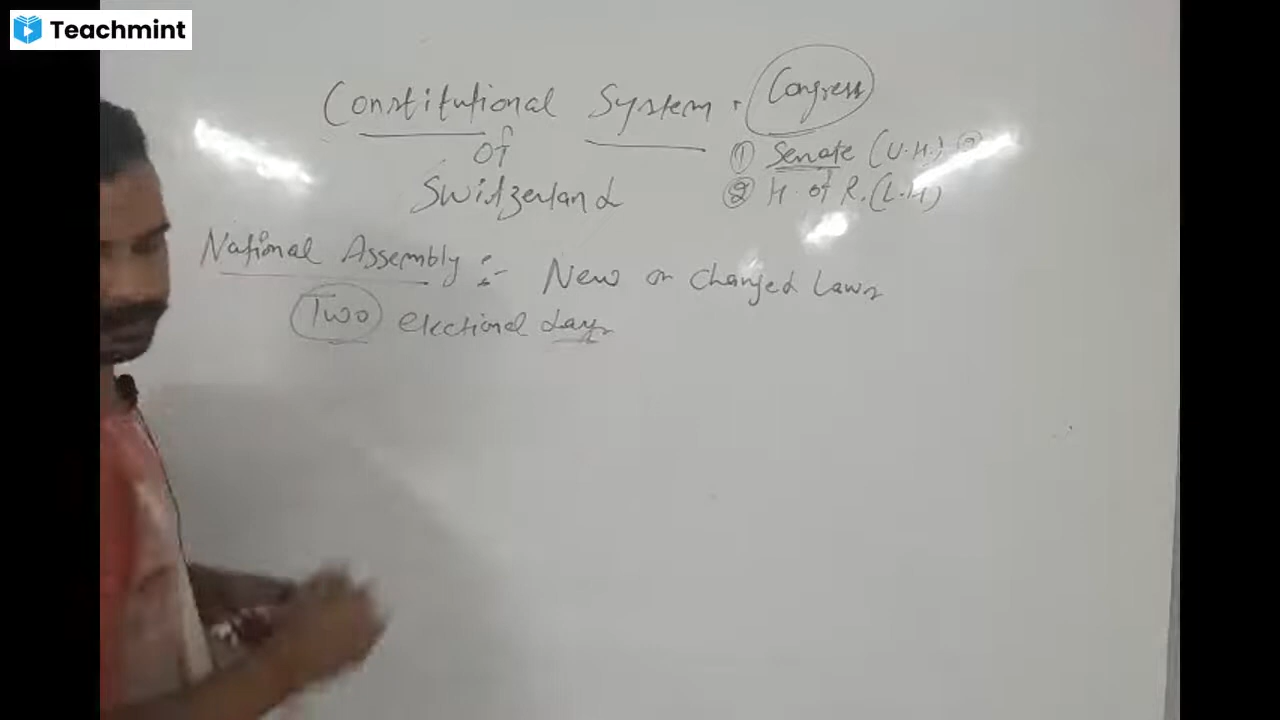 Teachmint
Constitutional System.
of
Switzerland
Congress
① Senate (U.H.)
② H. of R. (L.H)
National Assembly :- New or changed Laws
Two electional days